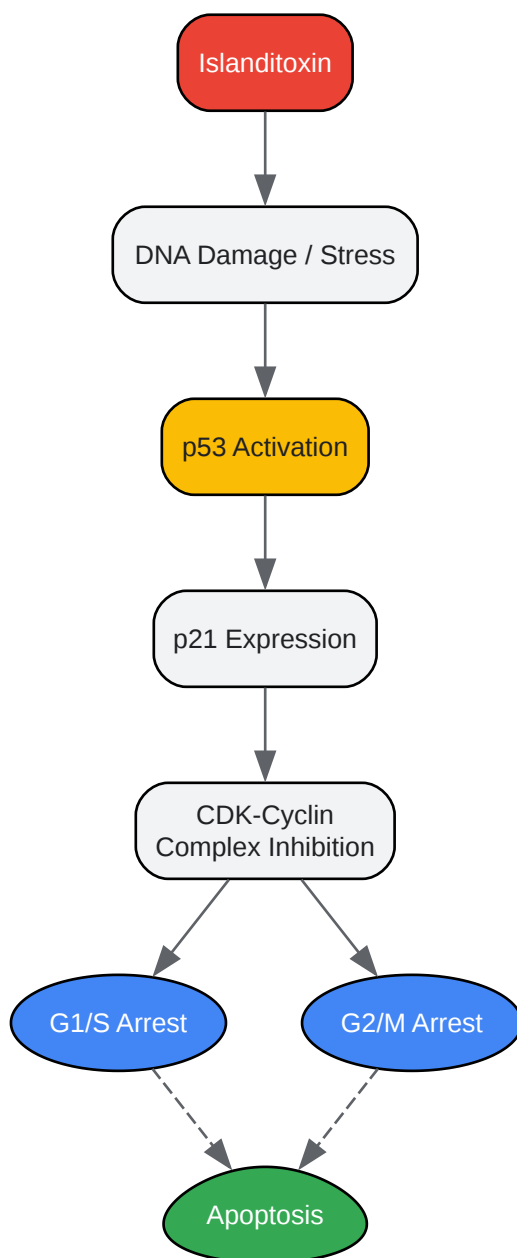 Islanditoxin
DNA Damage / Stress
p53 Activation
p21 Expression
CDK-Cyclin
Complex Inhibition
G1/S Arrest
G2/M Arrest
Apoptosis